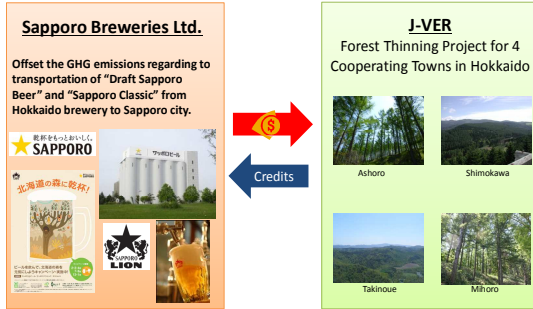 Sapporo Breweries Ltd.
Offset the GHG emissions regarding to
transportation of “Draft Sapporo
Beer” and “Sapporo Classic” from
Hokkaido brewery to Sapporo city.
乾杯をもっとおいしく。
SAPPORO
サッポロビール
北海道の森に乾杯!
SAPPORO
LION
$
Credits
J-VER
Forest Thinning Project for 4
Cooperating Towns in Hokkaido
Ashoro
Shimokawa
Takinoue
Mihoro